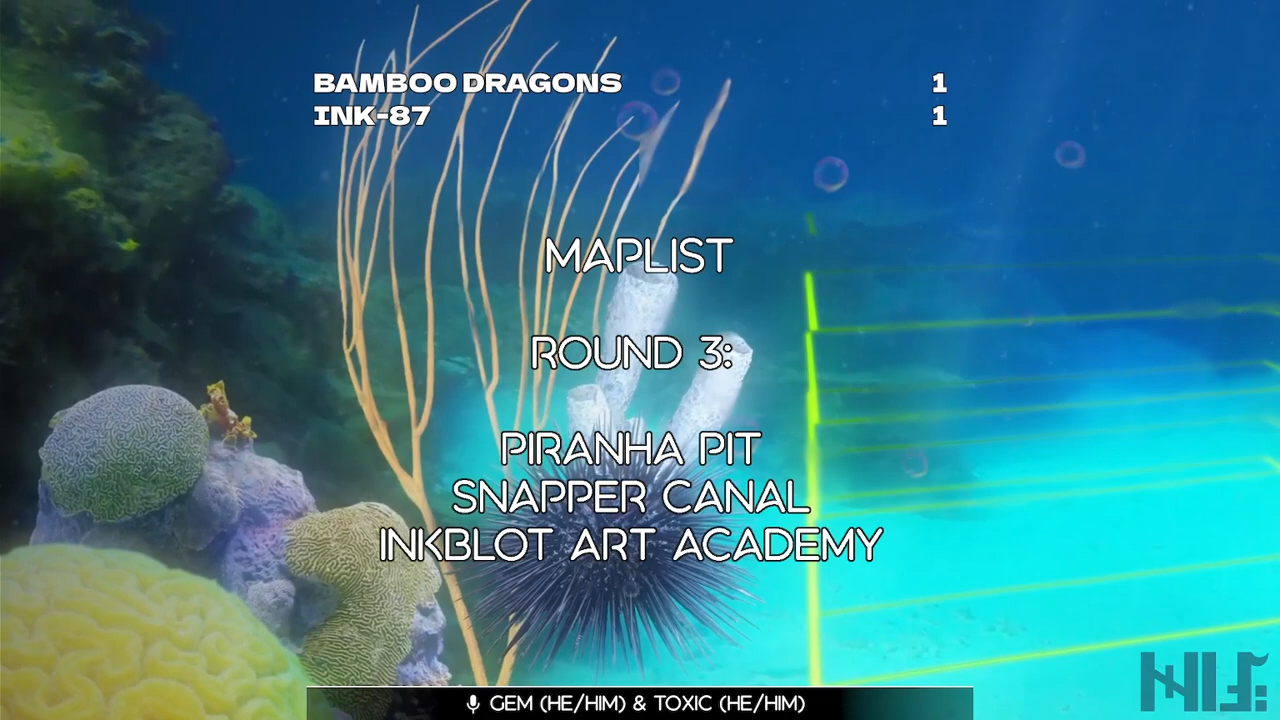 BAMBOO DRAGONS 1
INK-87 1
MAPLIST
ROUND 3:
PIRANHA PIT
SNAPPER CANAL
INKBLOT ART ACADEMY
GEM (HE/HIM) & TOXIC (HE/HIM)